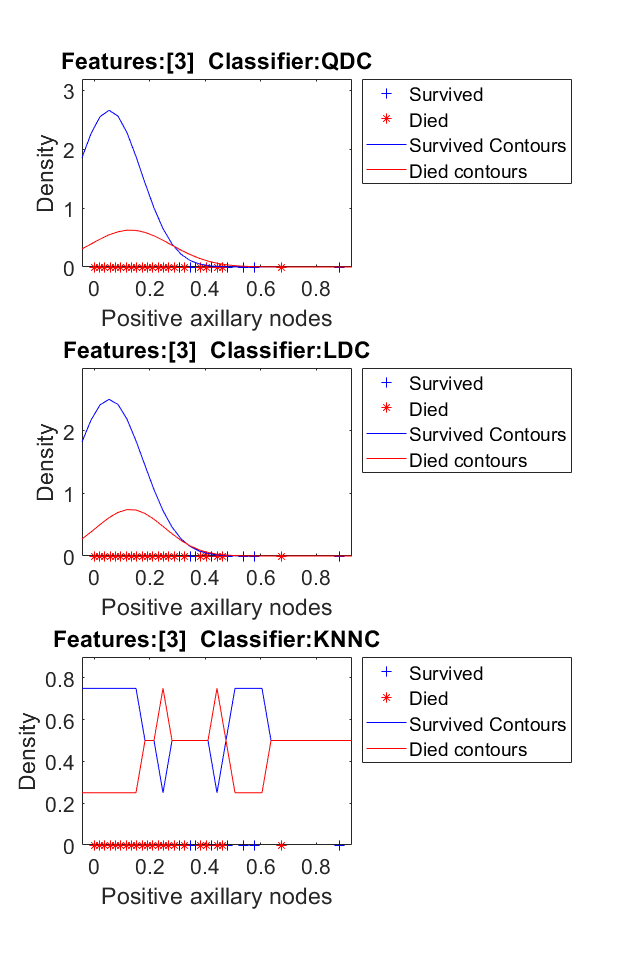 Features:[3]  Classifier:QDC
3
2
1
0
Density
0 0.2 0.4 0.6 0.8
Positive axillary nodes
Survived
Died
Survived Contours
Died contours
Features:[3]  Classifier:LDC
2
1
0
Density
0 0.2 0.4 0.6 0.8
Positive axillary nodes
Survived
Died
Survived Contours
Died contours
Features:[3]  Classifier:KNNC
0.8
0.6
0.4
0.2
0
Density
0 0.2 0.4 0.6 0.8
Positive axillary nodes
Survived
Died
Survived Contours
Died contours